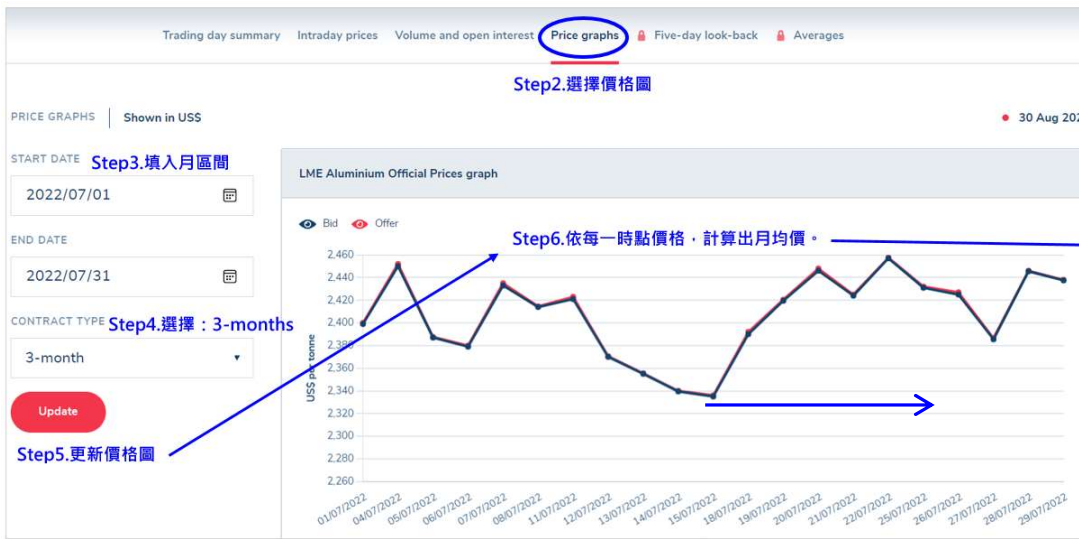 Trading day summary Intraday prices Volume and open interest Price graphs Five-day look-back Averages
Step2.選擇價格圖
PRICE GRAPHS Shown in US$
30 Aug 202
START DATE Step3.填入月區間
2022/07/01
END DATE
2022/07/31
CONTRACT TYPE Step4.選擇：3-months
3-month
Update
Step5.更新價格圖
LME Aluminium Official Prices graph
Bid Offer
Step6.依每一時點價格，計算出月均價。
US$ per tonne
2,460
2,440
2,420
2,400
2,380
2,360
2,340
2,320
2,300
2,280
2,260
01/07/2022 04/07/2022 05/07/2022 06/07/2022 07/07/2022 08/07/2022 11/07/2022 12/07/2022 13/07/2022 14/07/2022 15/07/2022 18/07/2022 19/07/2022 20/07/2022 21/07/2022 22/07/2022 25/07/2022 26/07/2022 27/07/2022 28/07/2022 29/07/2022